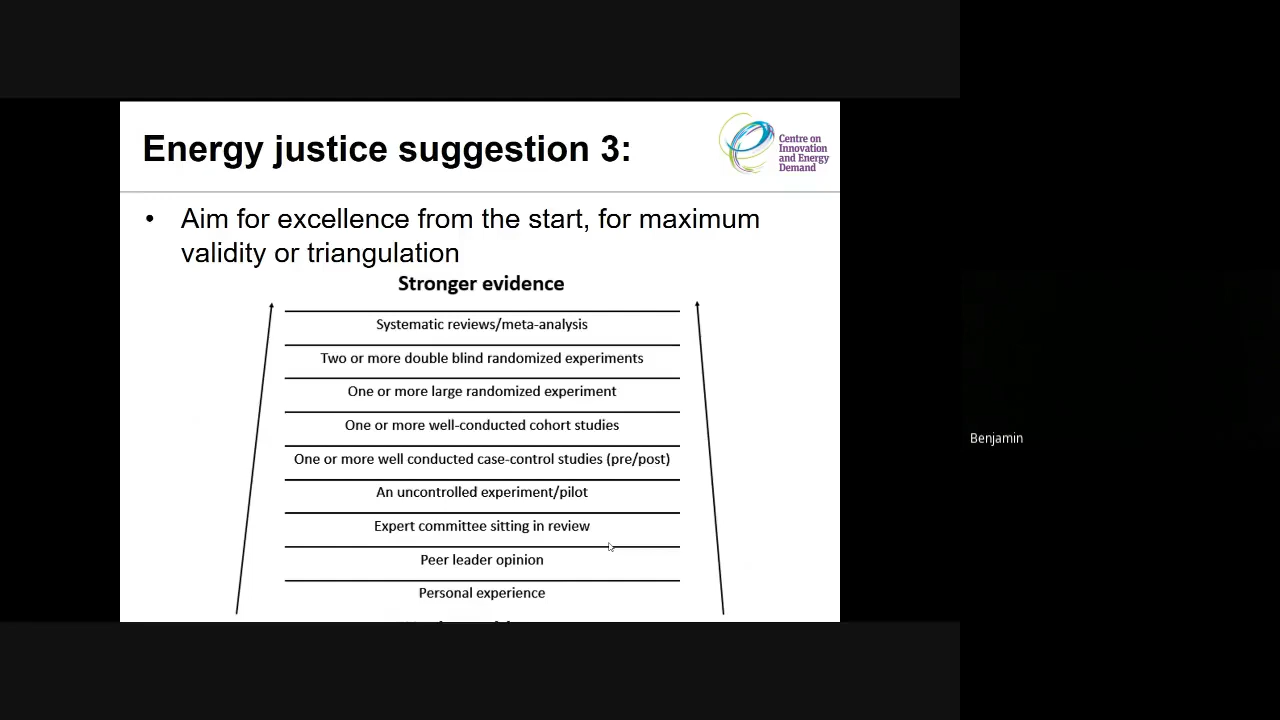 Energy justice suggestion 3:
Centre on
Innovation
and Energy
Demand
• Aim for excellence from the start, for maximum
validity or triangulation
Stronger evidence
Systematic reviews/meta-analysis
Two or more double blind randomized experiments
One or more large randomized experiment
One or more well-conducted cohort studies
One or more well conducted case-control studies (pre/post)
An uncontrolled experiment/pilot
Expert committee sitting in review
Peer leader opinion
Personal experience
Benjamin